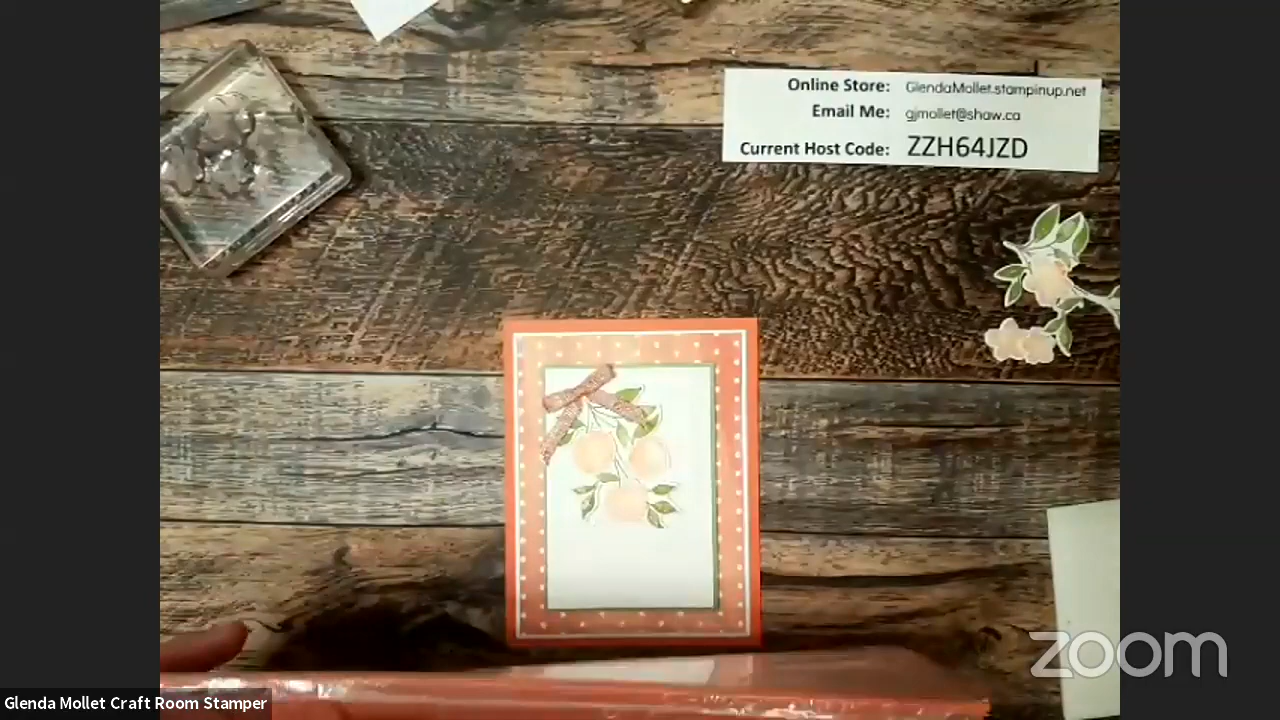 Online Store: GlendaMollet.stampinup.net
Email Me: gjmollet@shaw.ca
Current Host Code: ZZH64JZD
zoom
Glenda Mollet Craft Room Stamper